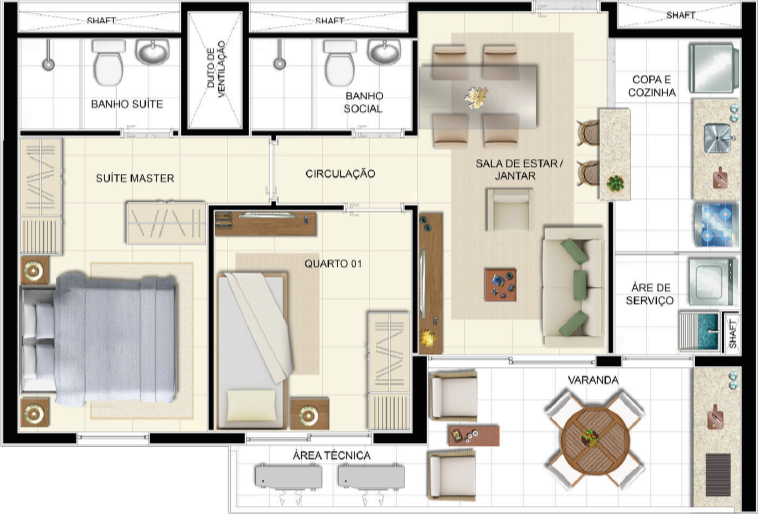 SHAFT
SHAFT
SHAFT
DUTO DE
VENTILAÇÃO
BANHO SUÍTE
BANHO
SOCIAL
COPA E
COZINHA
SUÍTE MASTER
CIRCULAÇÃO
SALA DE ESTAR /
JANTAR
QUARTO 01
ÁRE DE
SERVIÇO
SHAFT
VARANDA
ÁREA TÉCNICA